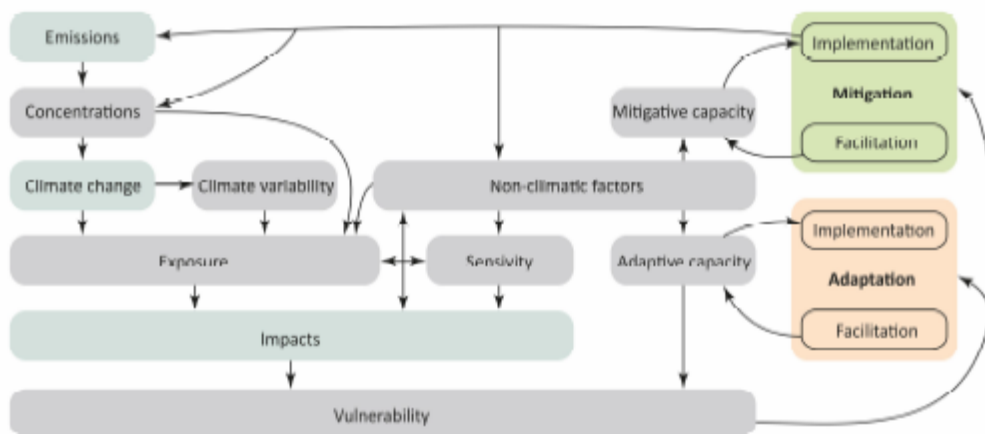 Emissions
Implementation
Mitigation
Concentrations
Mitigative capacity
Facilitation
Climate change
Climate variability
Non-climatic factors
Implementation
Exposure
Sensivity
Adaptive capacity
Adaptation
Facilitation
Impacts
Vulnerability